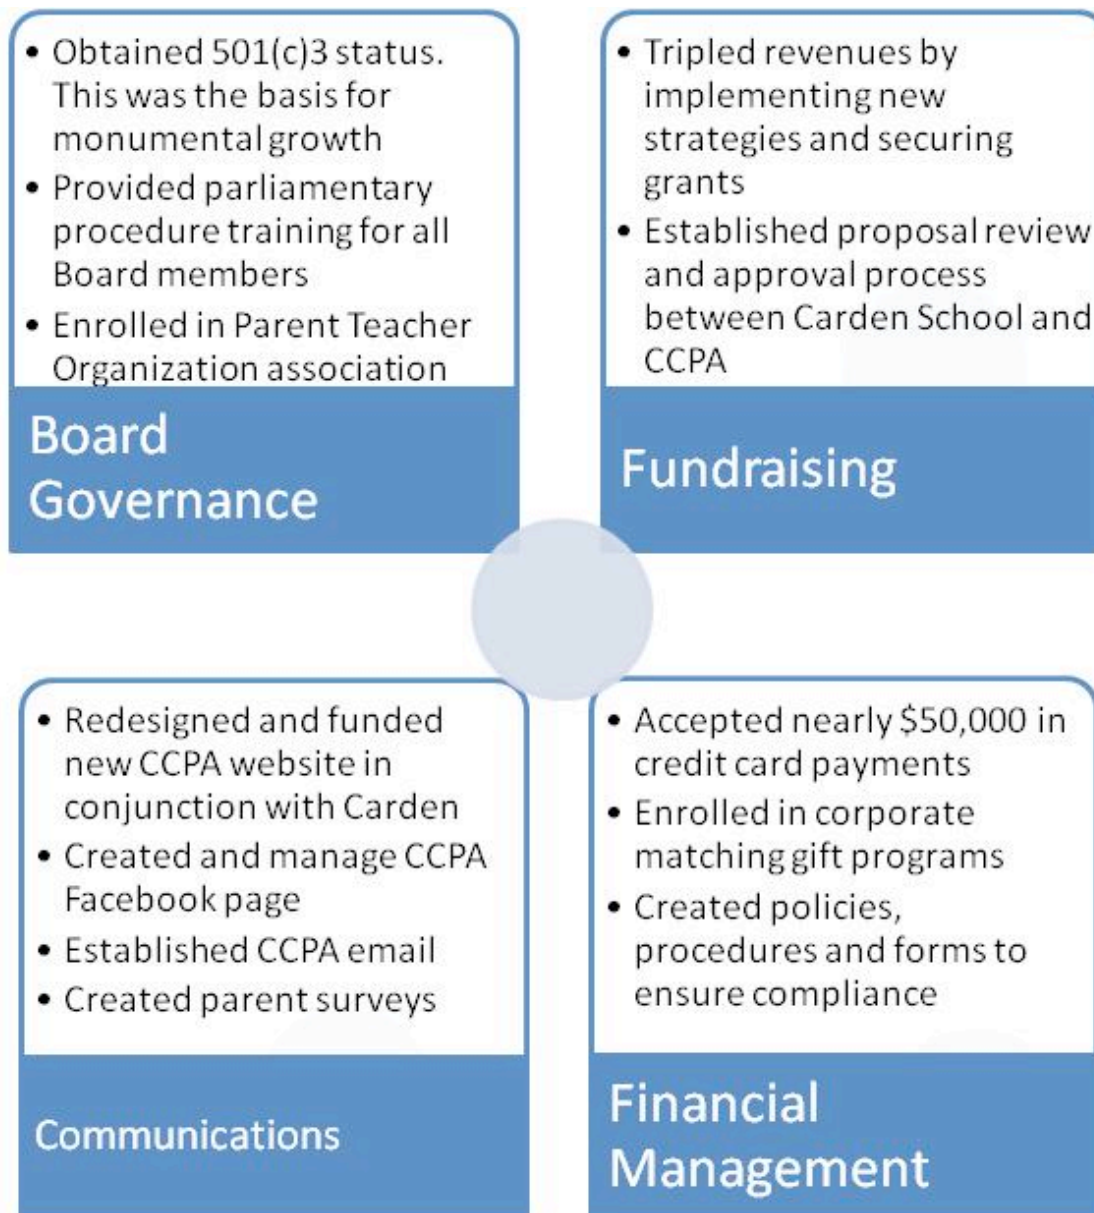 • Obtained 501(c)3 status.
This was the basis for
monumental growth
• Provided parliamentary
procedure training for all
Board members
• Enrolled in Parent Teacher
Organization association
Board
Governance
• Tripled revenues by
implementing new
strategies and securing
grants
• Established proposal review
and approval process
between Carden School and
CCPA
Fundraising
• Redesigned and funded
new CCPA website in
conjunction with Carden
• Created and manage CCPA
Facebook page
• Established CCPA email
• Created parent surveys
Communications
• Accepted nearly $50,000 in
credit card payments
• Enrolled in corporate
matching gift programs
• Created policies,
procedures and forms to
ensure compliance
Financial
Management